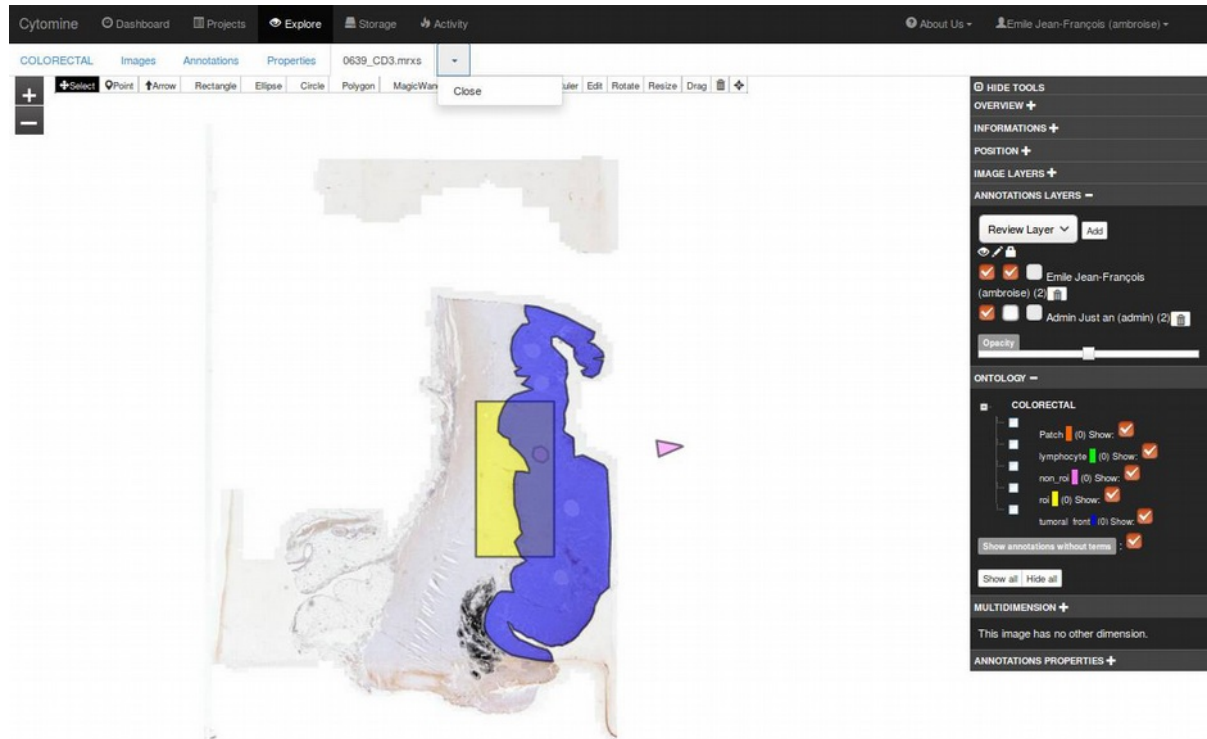 Cytomine Dashboard Projects Explore Storage Activity About Us Emile Jean-François (ambroise)
COLORECTAL Images Annotations Properties 0639_CD3.mrxs
Select Point Arrow Rectangle Ellipse Circle Polygon MagicWan uler Edit Rotate Resize Drag
Close
HIDE TOOLS
OVERVIEW
INFORMATIONS
POSITION
IMAGE LAYERS
ANNOTATIONS LAYERS
Review Layer Add
Emile Jean-François
(ambroise) (2)
Admin Just an (admin) (2)
Opacity
ONTOLOGY
COLORECTAL
Patch (0) Show:
lymphocyte (0) Show:
non_roi (0) Show:
roi (0) Show:
tumoral_front (0) Show:
Show annotations without terms :
Show all Hide all
MULTIDIMENSION
This image has no other dimension.
ANNOTATIONS PROPERTIES